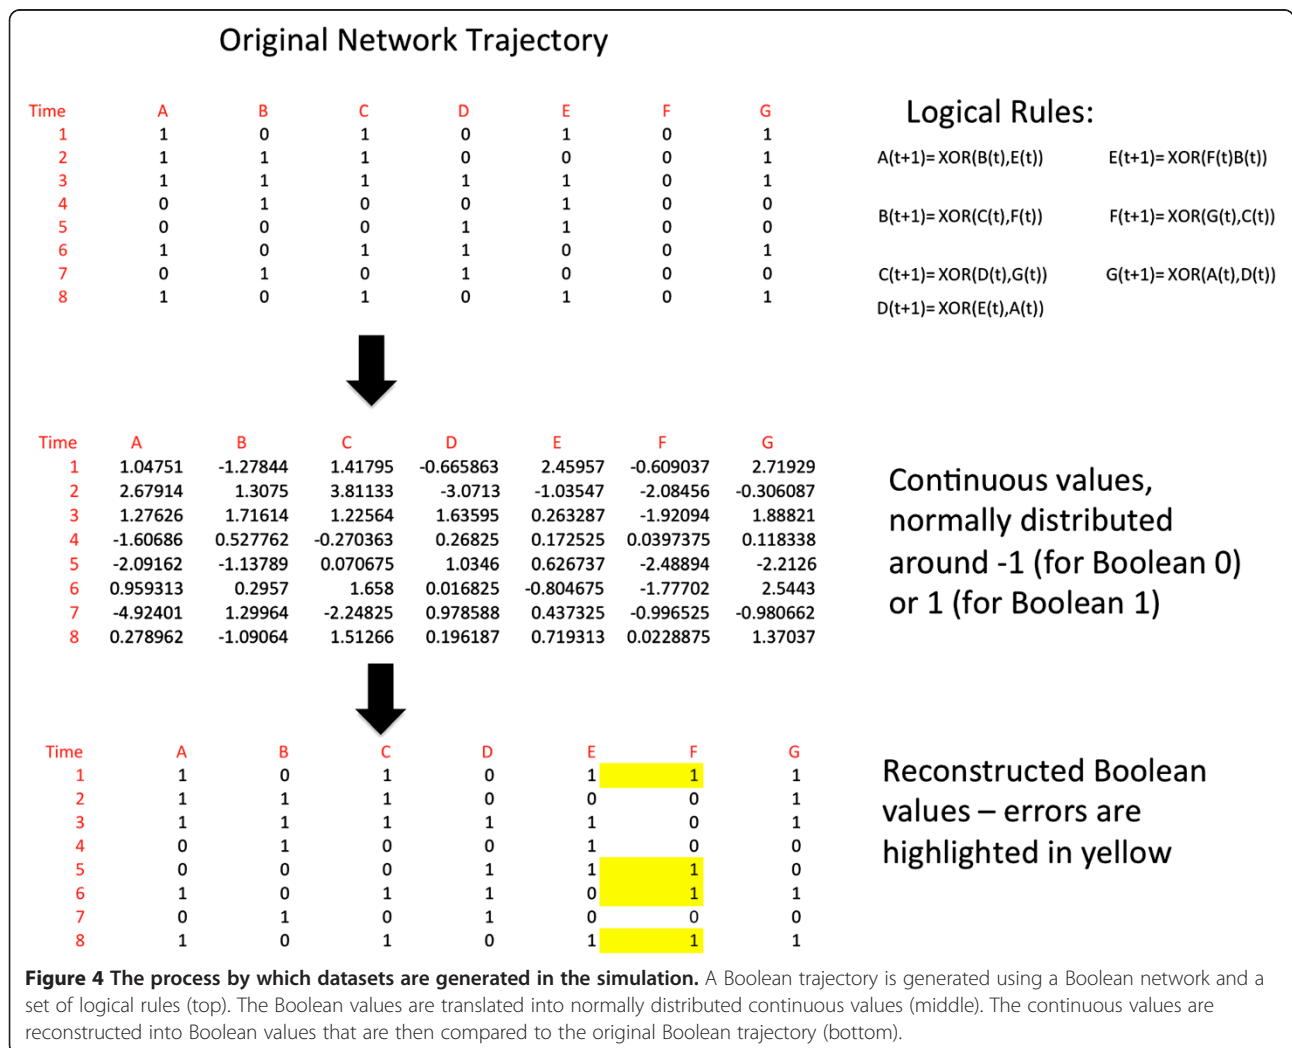 Original Network Trajectory
Time A B C D E F G
1 1 0 1 0 1 0 1
2 1 1 1 0 0 0 1
3 1 1 1 1 1 0 1
4 0 1 0 0 1 0 0
5 0 0 0 1 1 0 0
6 1 0 1 1 0 0 1
7 0 1 0 1 0 0 0
8 1 0 1 0 1 0 1
Logical Rules:
A(t+1)= XOR(B(t),E(t)) E(t+1)= XOR(F(t)B(t))
B(t+1)= XOR(C(t),F(t)) F(t+1)= XOR(G(t),C(t))
C(t+1)= XOR(D(t),G(t)) G(t+1)= XOR(A(t),D(t))
D(t+1)= XOR(E(t),A(t))
Time A B C D E F G
1 1.04751 -1.27844 1.41795 -0.665863 2.45957 -0.609037 2.71929
2 2.67914 1.3075 3.81133 -3.0713 -1.03547 -2.08456 -0.306087
3 1.27626 1.71614 1.22564 1.63595 0.263287 -1.92094 1.88821
4 -1.60686 0.527762 -0.270363 0.26825 0.172525 0.0397375 0.118338
5 -2.09162 -1.13789 0.070675 1.0346 0.626737 -2.48894 -2.2126
6 0.959313 0.2957 1.658 0.016825 -0.804675 -1.77702 2.5443
7 -4.92401 1.29964 -2.24825 0.978588 0.437325 -0.996525 -0.980662
8 0.278962 -1.09064 1.51266 0.196187 0.719313 0.0228875 1.37037
Continuous values,
normally distributed
around -1 (for Boolean 0)
or 1 (for Boolean 1)
Time A B C D E F G
1 1 0 1 0 1 1 1
2 1 1 1 0 0 0 1
3 1 1 1 1 1 0 1
4 0 1 0 0 1 0 0
5 0 0 0 1 1 1 0
6 1 0 1 1 0 1 1
7 0 1 0 1 0 0 0
8 1 0 1 0 1 1 1
Reconstructed Boolean
values – errors are
highlighted in yellow
Figure 4 The process by which datasets are generated in the simulation. A Boolean trajectory is generated using a Boolean network and a
set of logical rules (top). The Boolean values are translated into normally distributed continuous values (middle). The continuous values are
reconstructed into Boolean values that are then compared to the original Boolean trajectory (bottom).